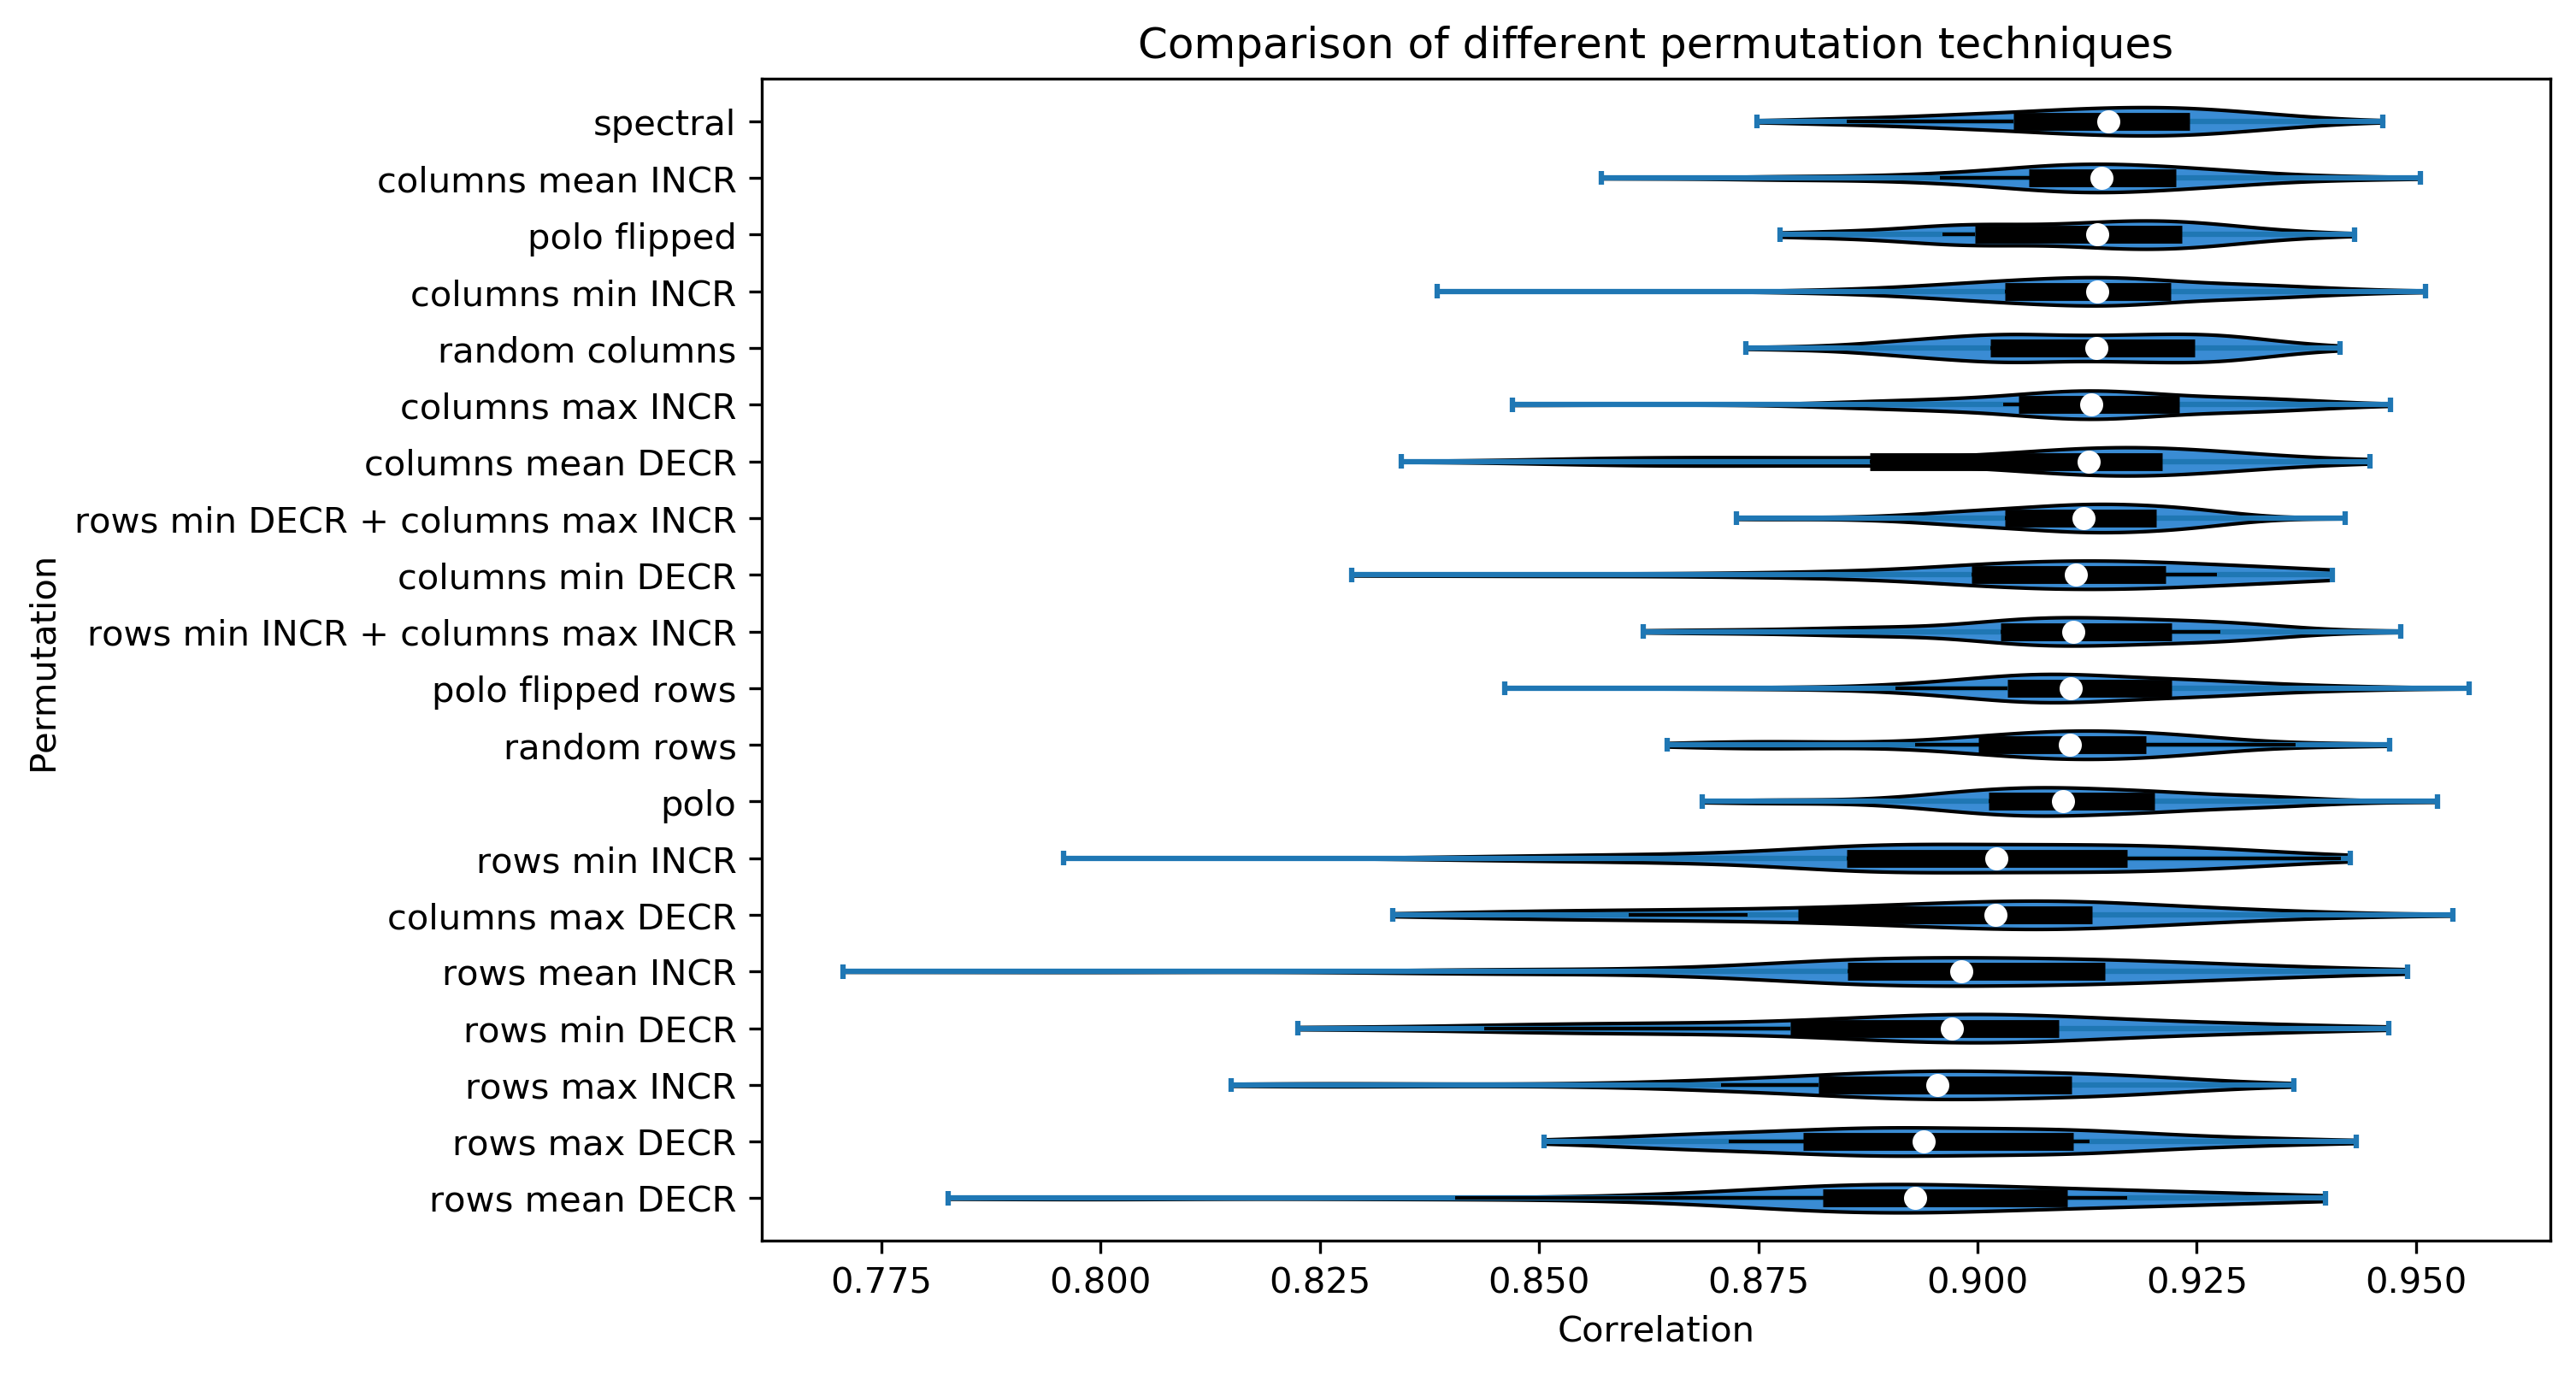 Comparison of different permutation techniques
spectral
columns mean INCR
polo flipped
columns min INCR
random columns
columns max INCR
columns mean DECR
rows min DECR + columns max INCR
columns min DECR
rows min INCR + columns max INCR
polo flipped rows
random rows
polo
rows min INCR
columns max DECR
rows mean INCR
rows min DECR
rows max INCR
rows max DECR
rows mean DECR
Permutation
0.775 0.800 0.825 0.850 0.875 0.900 0.925 0.950
Correlation